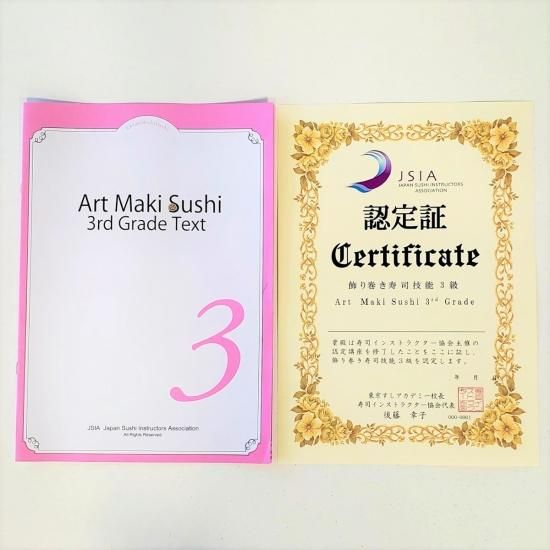 Art Maki Sushi
3rd Grade Text
3
JSIA Japan Sushi Instructors Association
All Rights Reserved
JSIA
JAPAN SUSHI INSTRUCTORS
ASSOCIATION
認定証
Certificate
飾り巻き寿司技能3級
Art Maki Sushi 3rd Grade
貴殿は寿司インストラクター協会主催の
認定講座を修了したことをここに証し、
飾り巻き寿司技能3級を認定します。
年 月
東京すしアカデミー校長
寿司インストラクター協会代表
後藤 幸子
000-0001